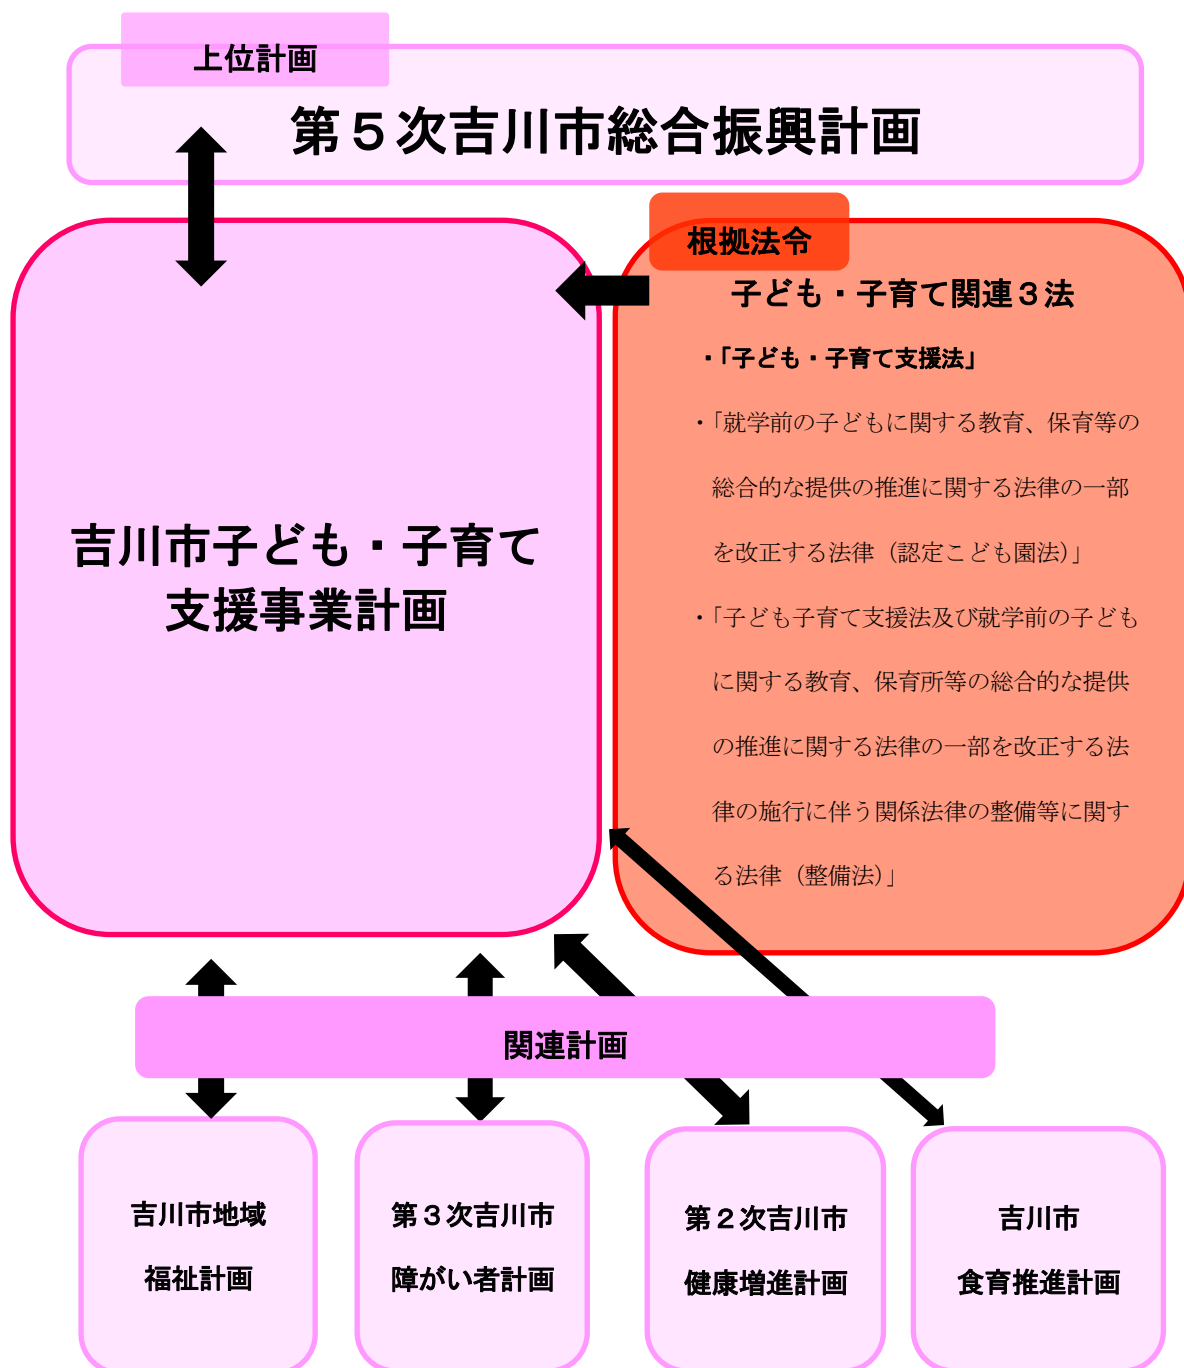 上位計画
第５次吉川市総合振興計画
根拠法令
子ども・子育て関連３法
・「子ども・子育て支援法」
・「就学前の子どもに関する教育、保育等の
総合的な提供の推進に関する法律の一部
を改正する法律（認定こども園法）」
・「子ども子育て支援法及び就学前の子ども
に関する教育、保育所等の総合的な提供
の推進に関する法律の一部を改正する法
律の施行に伴う関係法律の整備等に関す
る法律（整備法）」
吉川市子ども・子育て
支援事業計画
関連計画
吉川市地域
福祉計画
第３次吉川市
障がい者計画
第２次吉川市
健康増進計画
吉川市
食育推進計画